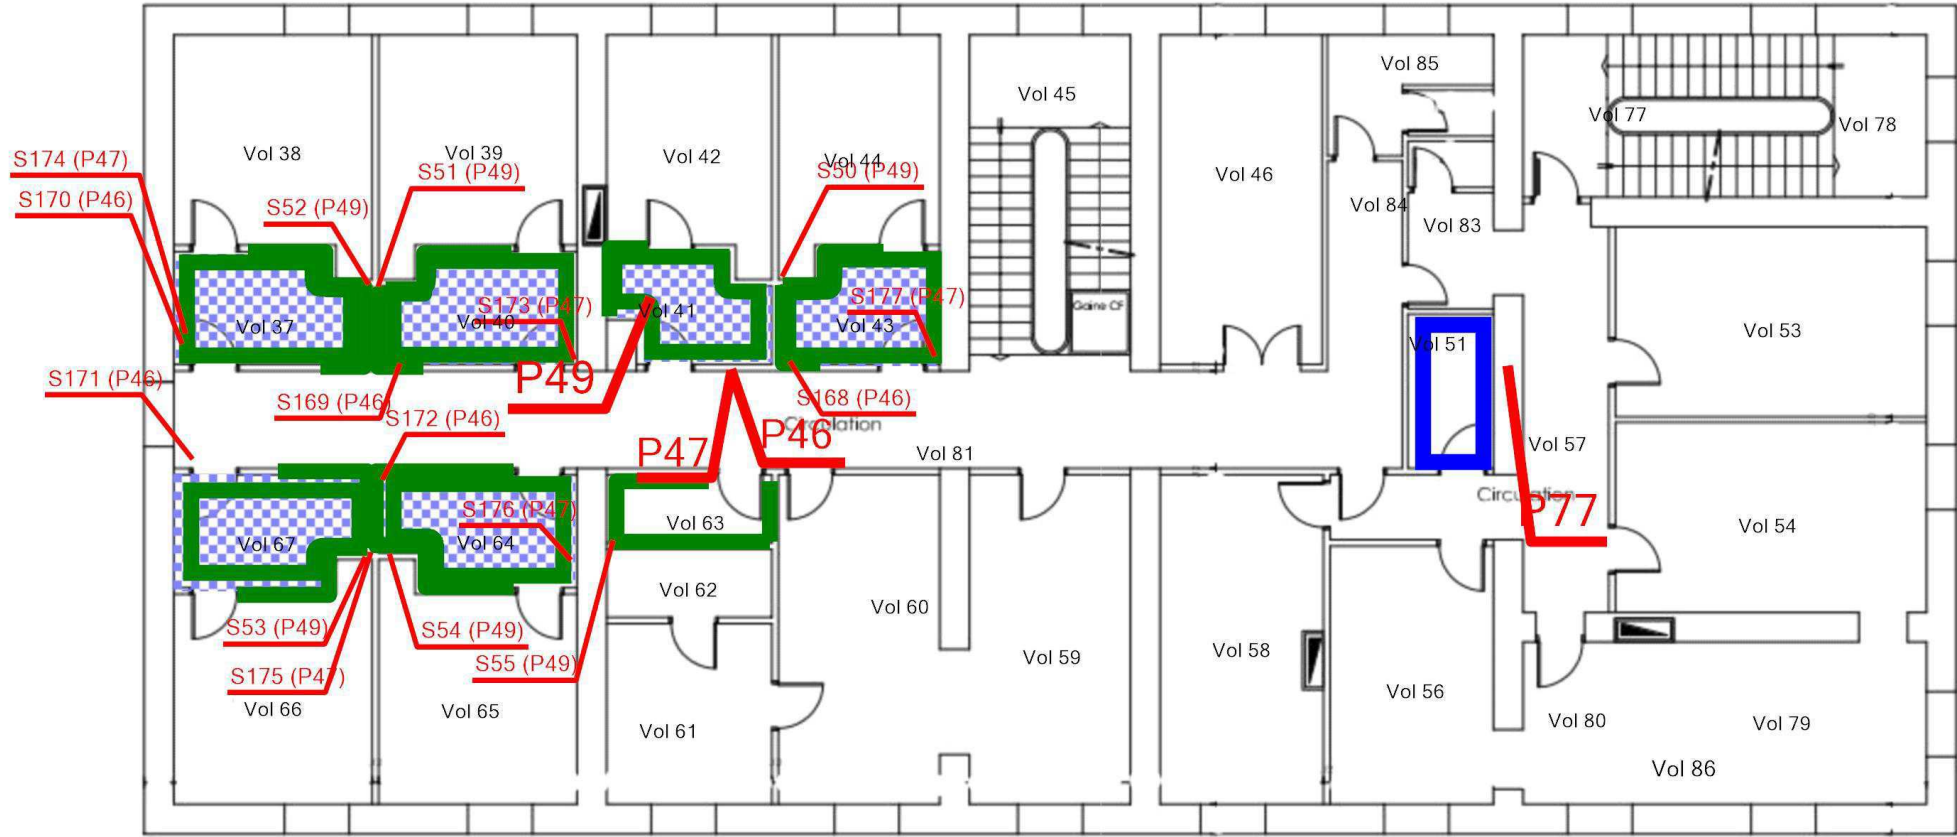 Vol 85
Vol 45
Vol 77
Vol 78
Vol 38
Vol 39
Vol 42
Vol 44
S174 (P47)
S51 (P49)
S50 (P49)
Vol 46
S170 (P46)
S52 (P49)
Vol 84
Vol 83
S173 (P47)
S177 (P47)
Gaine CF
Vol 37
Vol 40
Vol 41
Vol 43
Vol 51
Vol 53
S171 (P46)
P49
S169 (P46)
S172 (P46)
S168 (P46)
Circulation
P47
P46
Vol 81
Vol 57
Circulation
S176 (P47)
Vol 63
P77
Vol 54
Vol 67
Vol 64
Vol 62
Vol 60
S53 (P49)
S54 (P49)
S55 (P49)
Vol 59
Vol 58
S175 (P47)
Vol 56
Vol 66
Vol 65
Vol 61
Vol 80
Vol 79
Vol 86